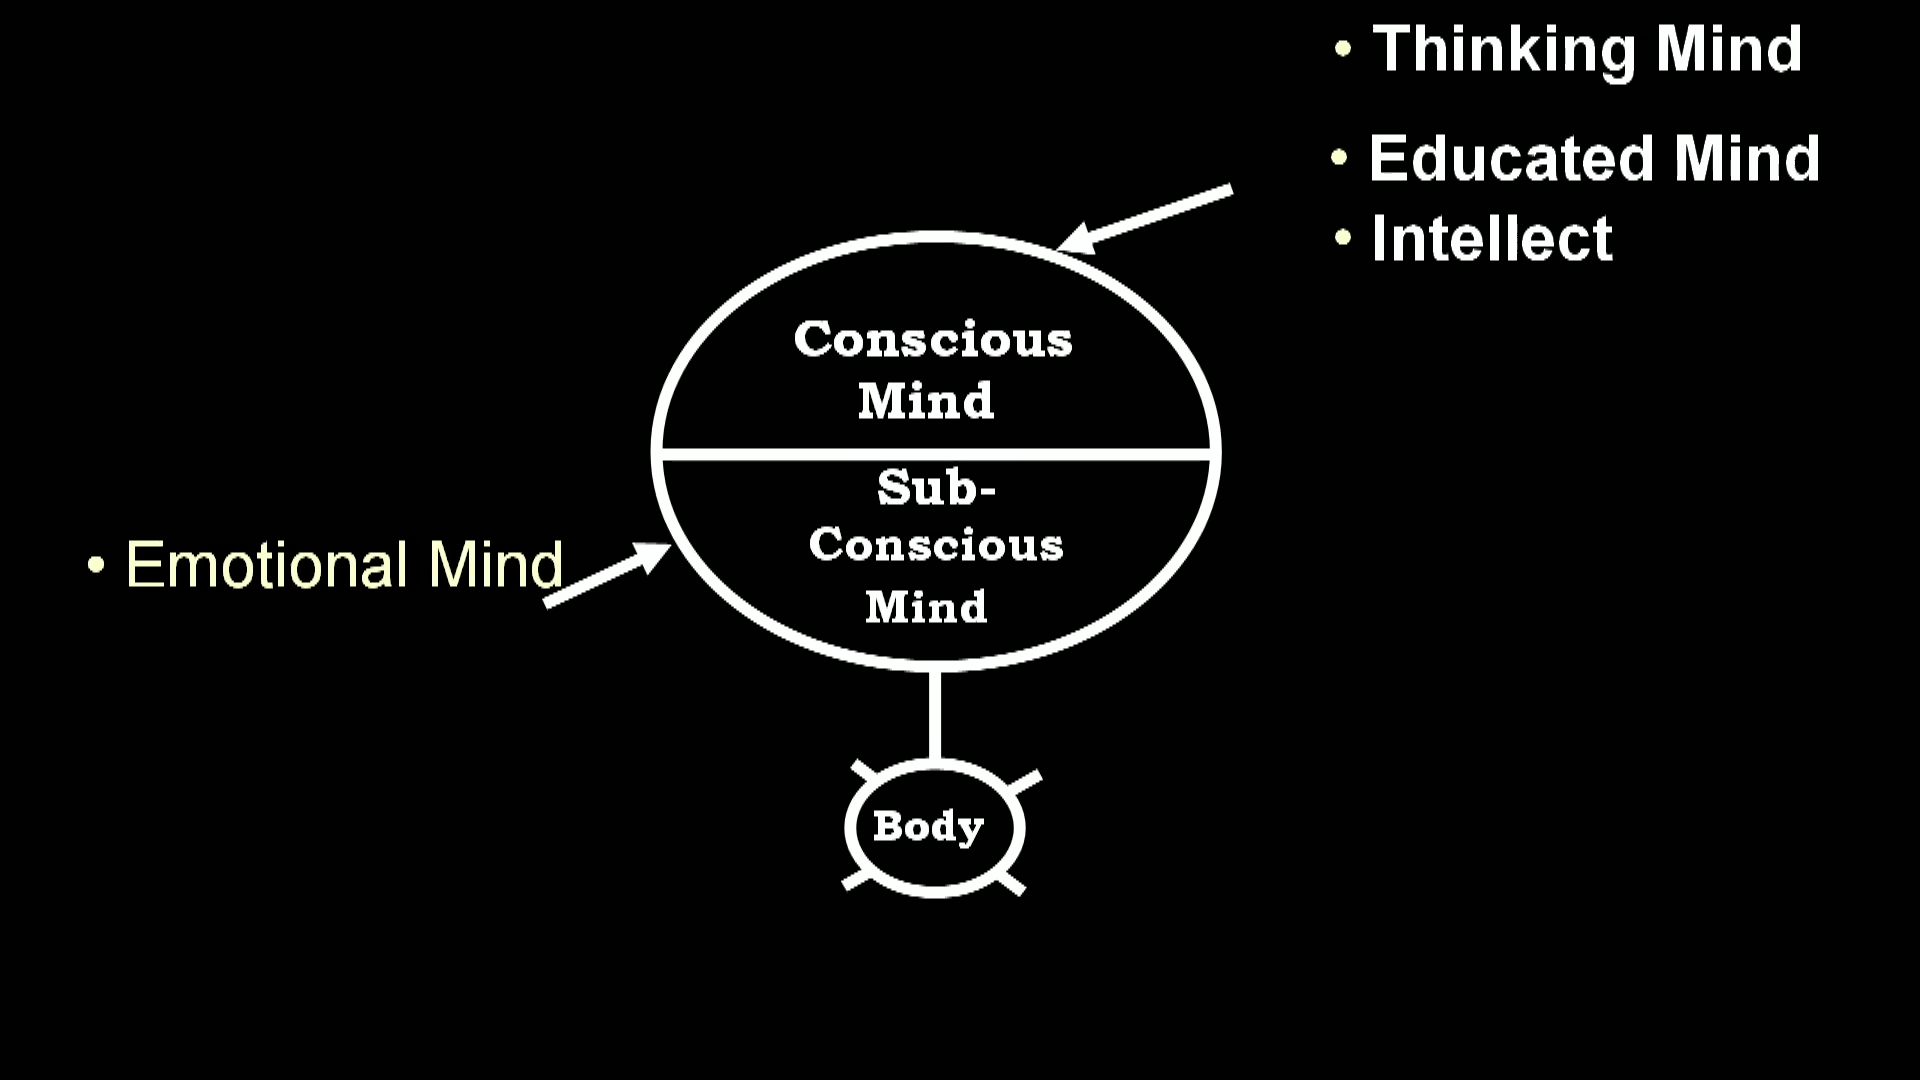 • Thinking Mind
• Educated Mind
• Intellect
Conscious
Mind
Sub-
Conscious
Mind
• Emotional Mind
Body